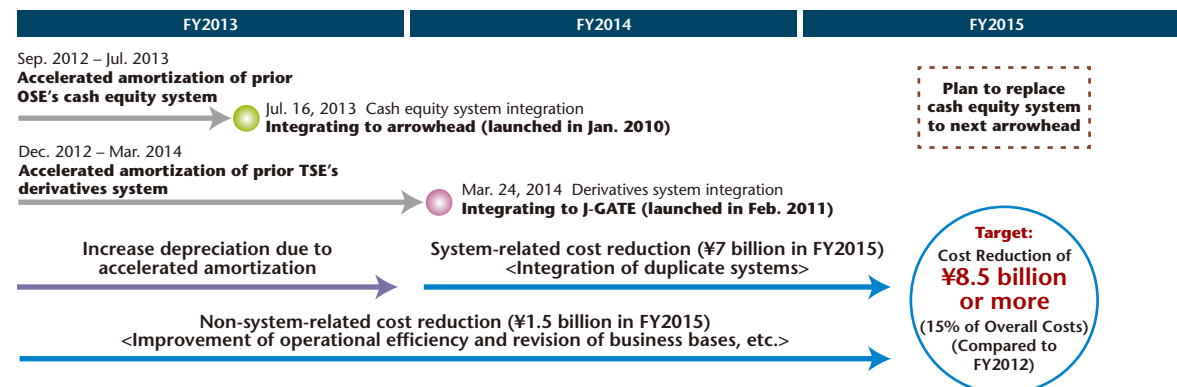 FY2013
FY2014
FY2015
Sep. 2012 – Jul. 2013
Accelerated amortization of prior
OSE's cash equity system
Jul. 16, 2013 Cash equity system integration
Integrating to arrowhead (launched in Jan. 2010)
Plan to replace
cash equity system
to next arrowhead
Dec. 2012 – Mar. 2014
Accelerated amortization of prior TSE's
derivatives system
Mar. 24, 2014 Derivatives system integration
Integrating to J-GATE (launched in Feb. 2011)
Increase depreciation due to
accelerated amortization
System-related cost reduction (¥7 billion in FY2015)
<Integration of duplicate systems>
Non-system-related cost reduction (¥1.5 billion in FY2015)
<Improvement of operational efficiency and revision of business bases, etc.>
Target:
Cost Reduction of
¥8.5 billion
or more
(15% of Overall Costs)
(Compared to
FY2012)